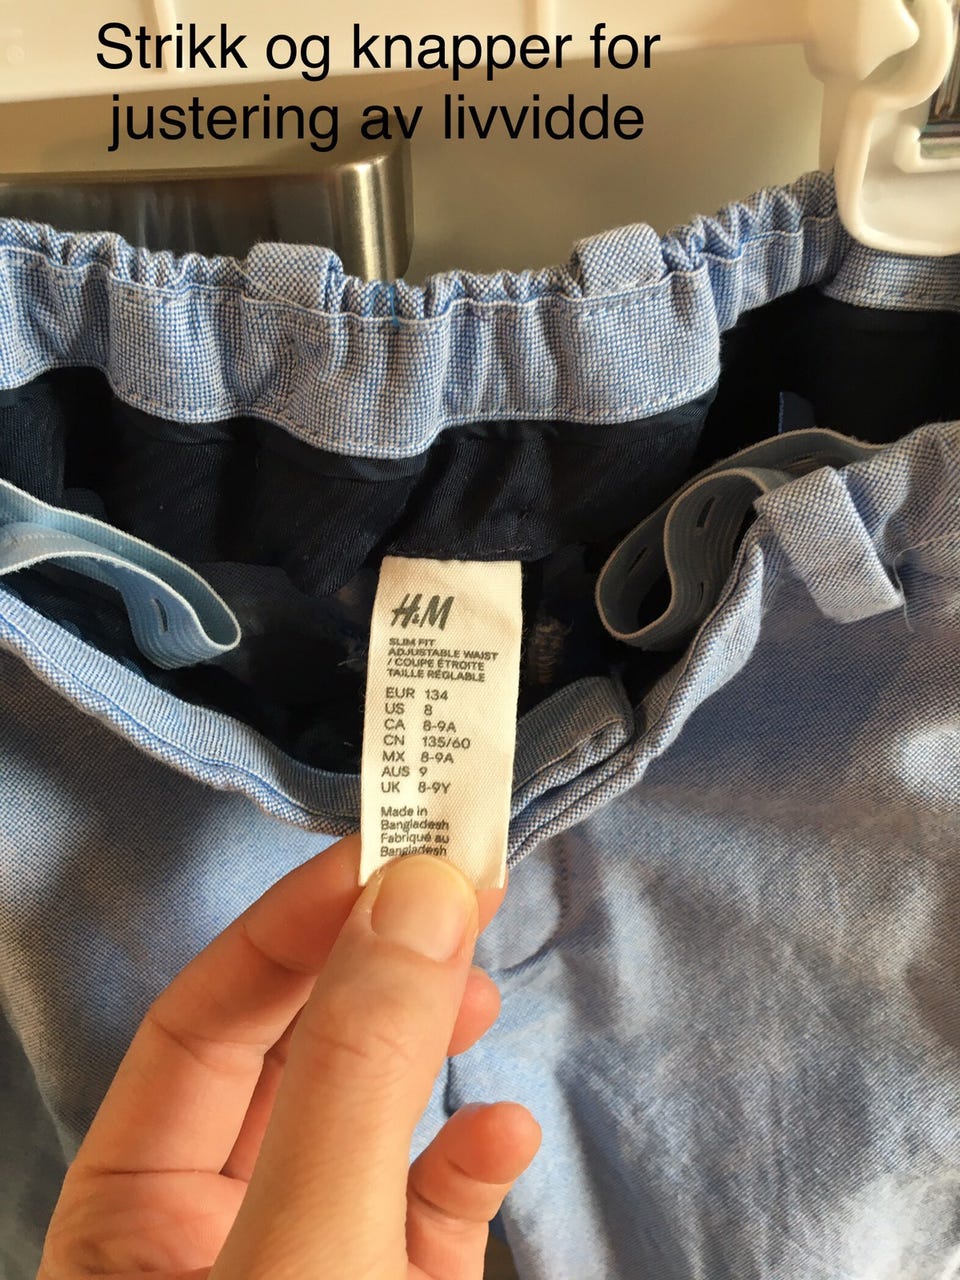 Strikk og knapper for
justering av livvidde
H&M
SLIM FIT
ADJUSTABLE WAIST
/ COUPE ÉTROITE
TAILLE RÉGLABLE
EUR 134
US 8
CA 8-9A
CN 135/60
MX 8-9A
AUS 9
UK 8-9Y
Made in
Bangladesh
Fabriqué au
Bangladesh